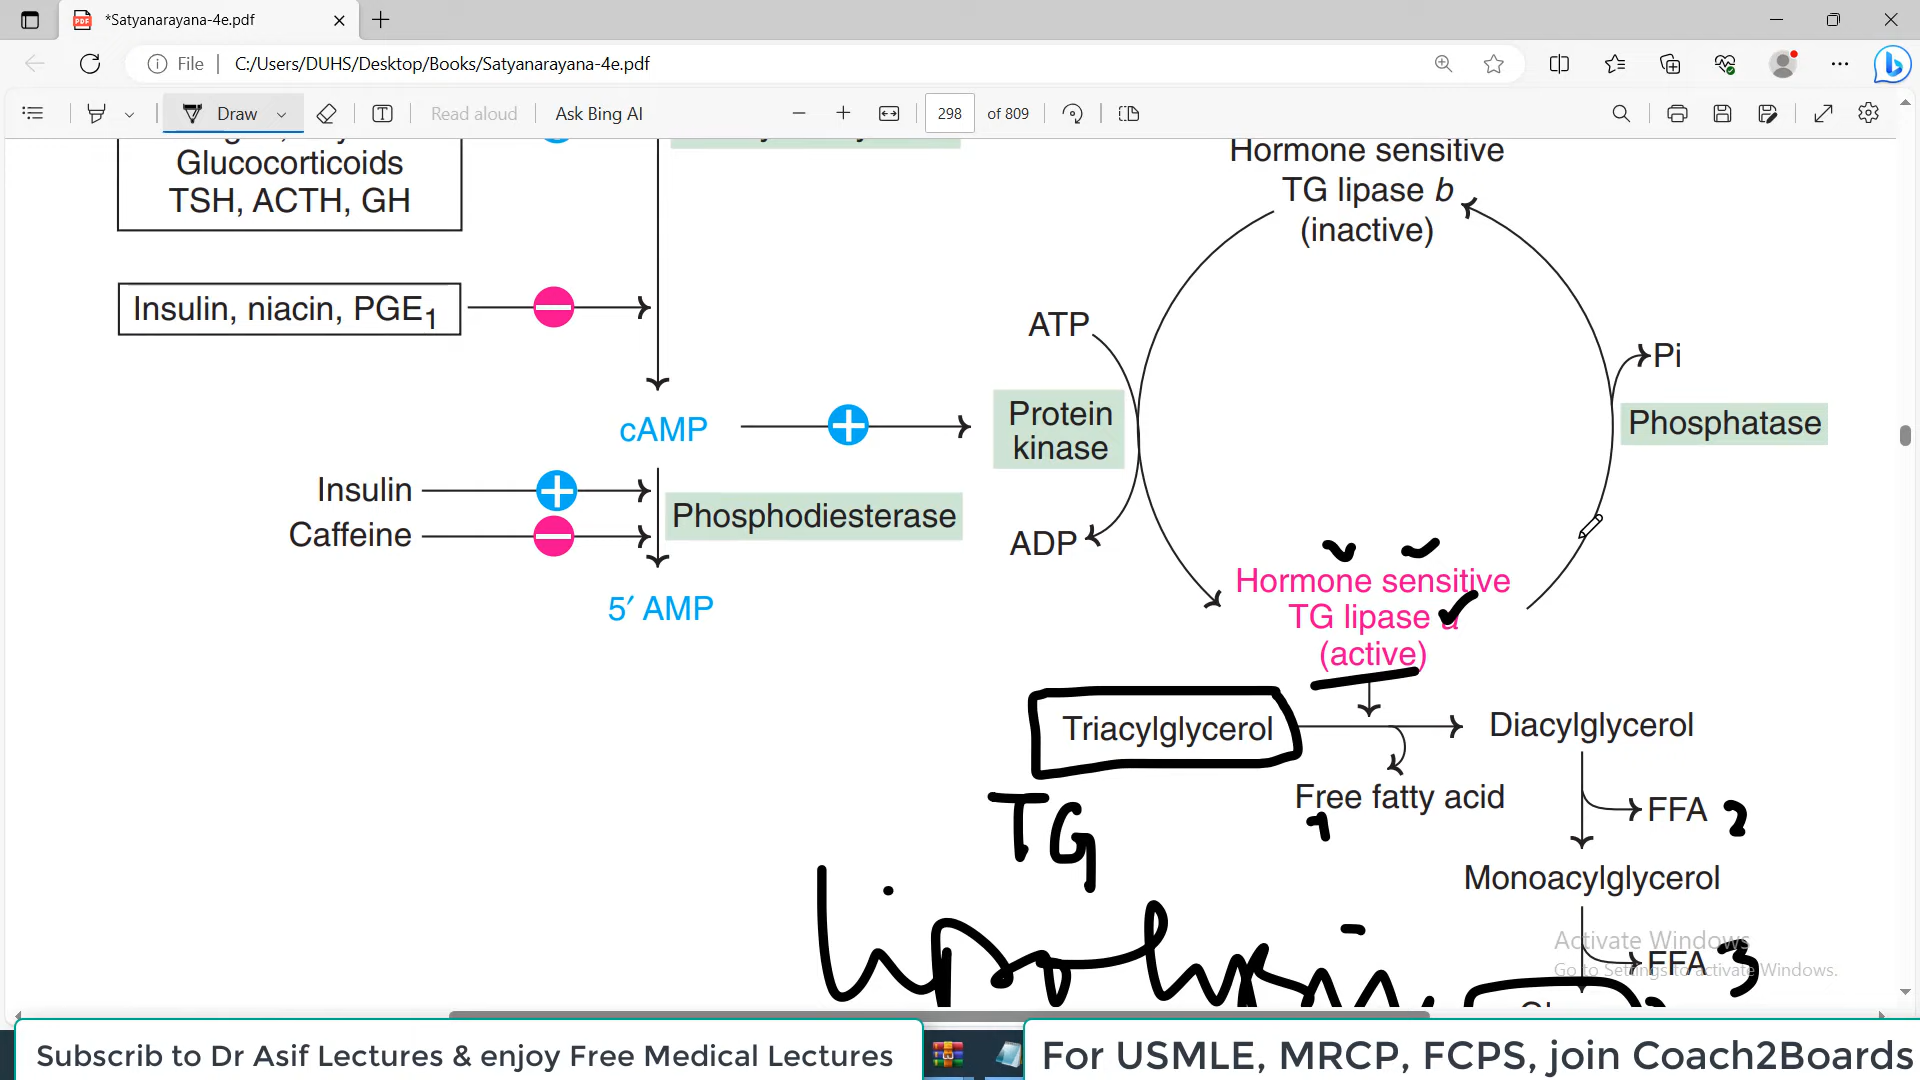 *Satyanarayana-4e.pdf
File
C:/Users/DUHS/Desktop/Books/Satyanarayana-4e.pdf
Draw
Read aloud
Ask Bing AI
298
of 809
Glucocorticoids
TSH, ACTH, GH
Hormone sensitive
TG lipase b
(inactive)
Insulin, niacin, PGE1
ATP
Pi
cAMP
Protein
kinase
Phosphatase
Insulin
Caffeine
Phosphodiesterase
ADP
5′ AMP
Hormone sensitive
TG lipase a
(active)
Triacylglycerol
Diacylglycerol
Free fatty acid
1
FFA 2
TG
Monoacylglycerol
Lipolysis
FFA 3
Activate Windows
Go to Settings to activate Windows.
Subscrib to Dr Asif Lectures & enjoy Free Medical Lectures
For USMLE, MRCP, FCPS, join Coach2Boards